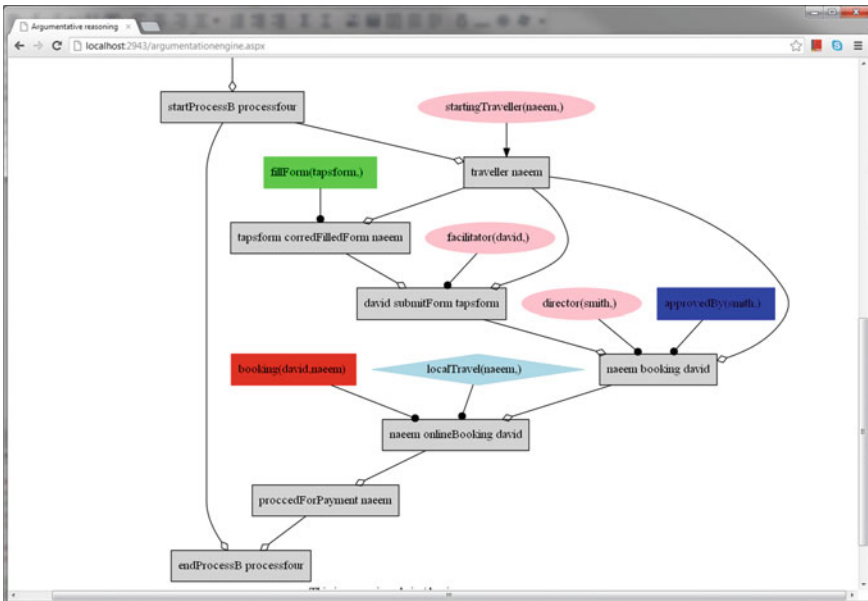 Argumentative reasoning
localhost:2943/argumentationengine.aspx
startProcessB processfour
startingTraveller(naeem,)
fillForm(tapsform,)
traveller naeem
tapsform corredFilledForm naeem
facilitator(david,)
david submitForm tapsform
director(smith,)
approvedBy(smith,)
booking(david,naeem)
localTravel(naeem,)
naeem booking david
naeem onlineBooking david
proccedForPayment naeem
endProcessB processfour